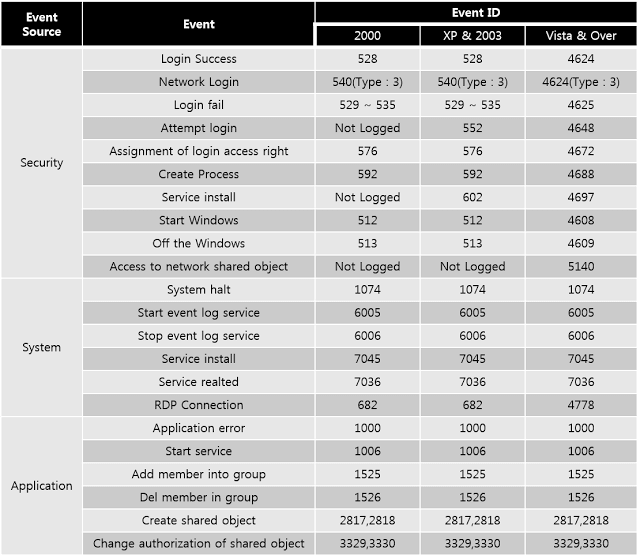 Event Source Event Event ID
2000 XP & 2003 Vista & Over
Security
Login Success 528 528 4624
Network Login 540(Type : 3) 540(Type : 3) 4624(Type : 3)
Login fail 529 ~ 535 529 ~ 535 4625
Attempt login Not Logged 552 4648
Assignment of login access right 576 576 4672
Create Process 592 592 4688
Service install Not Logged 602 4697
Start Windows 512 512 4608
Off the Windows 513 513 4609
Access to network shared object Not Logged Not Logged 5140
System
System halt 1074 1074 1074
Start event log service 6005 6005 6005
Stop event log service 6006 6006 6006
Service install 7045 7045 7045
Service realted 7036 7036 7036
RDP Connection 682 682 4778
Application
Application error 1000 1000 1000
Start service 1006 1006 1006
Add member into group 1525 1525 1525
Del member in group 1526 1526 1526
Create shared object 2817,2818 2817,2818 2817,2818
Change authorization of shared object 3329,3330 3329,3330 3329,3330